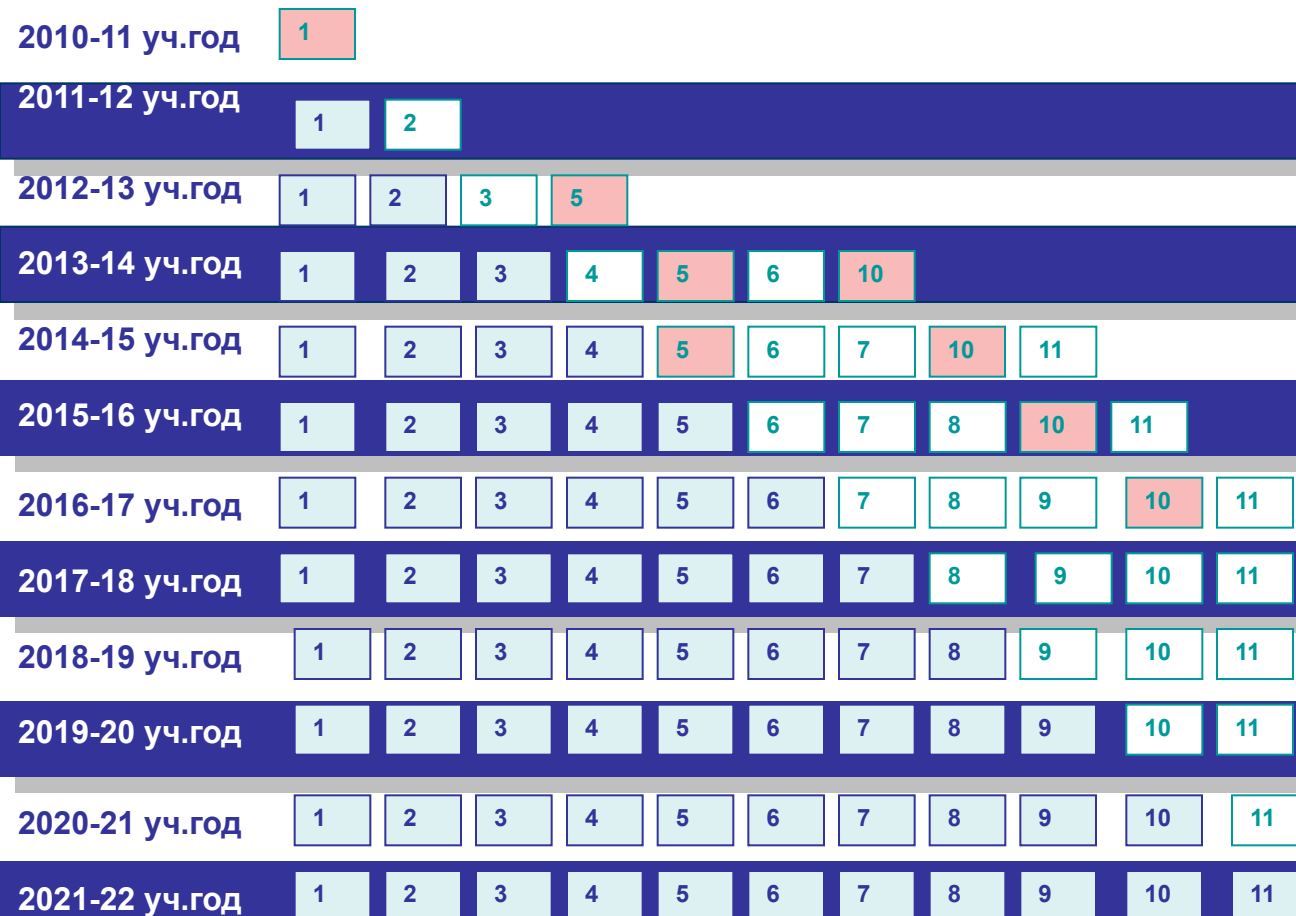 2010-11 уч.год 1
2011-12 уч.год 1 2
2012-13 уч.год 1 2 3 5
2013-14 уч.год 1 2 3 4 5 6 10
2014-15 уч.год 1 2 3 4 5 6 7 10 11
2015-16 уч.год 1 2 3 4 5 6 7 8 10 11
2016-17 уч.год 1 2 3 4 5 6 7 8 9 10 11
2017-18 уч.год 1 2 3 4 5 6 7 8 9 10 11
2018-19 уч.год 1 2 3 4 5 6 7 8 9 10 11
2019-20 уч.год 1 2 3 4 5 6 7 8 9 10 11
2020-21 уч.год 1 2 3 4 5 6 7 8 9 10 11
2021-22 уч.год 1 2 3 4 5 6 7 8 9 10 11